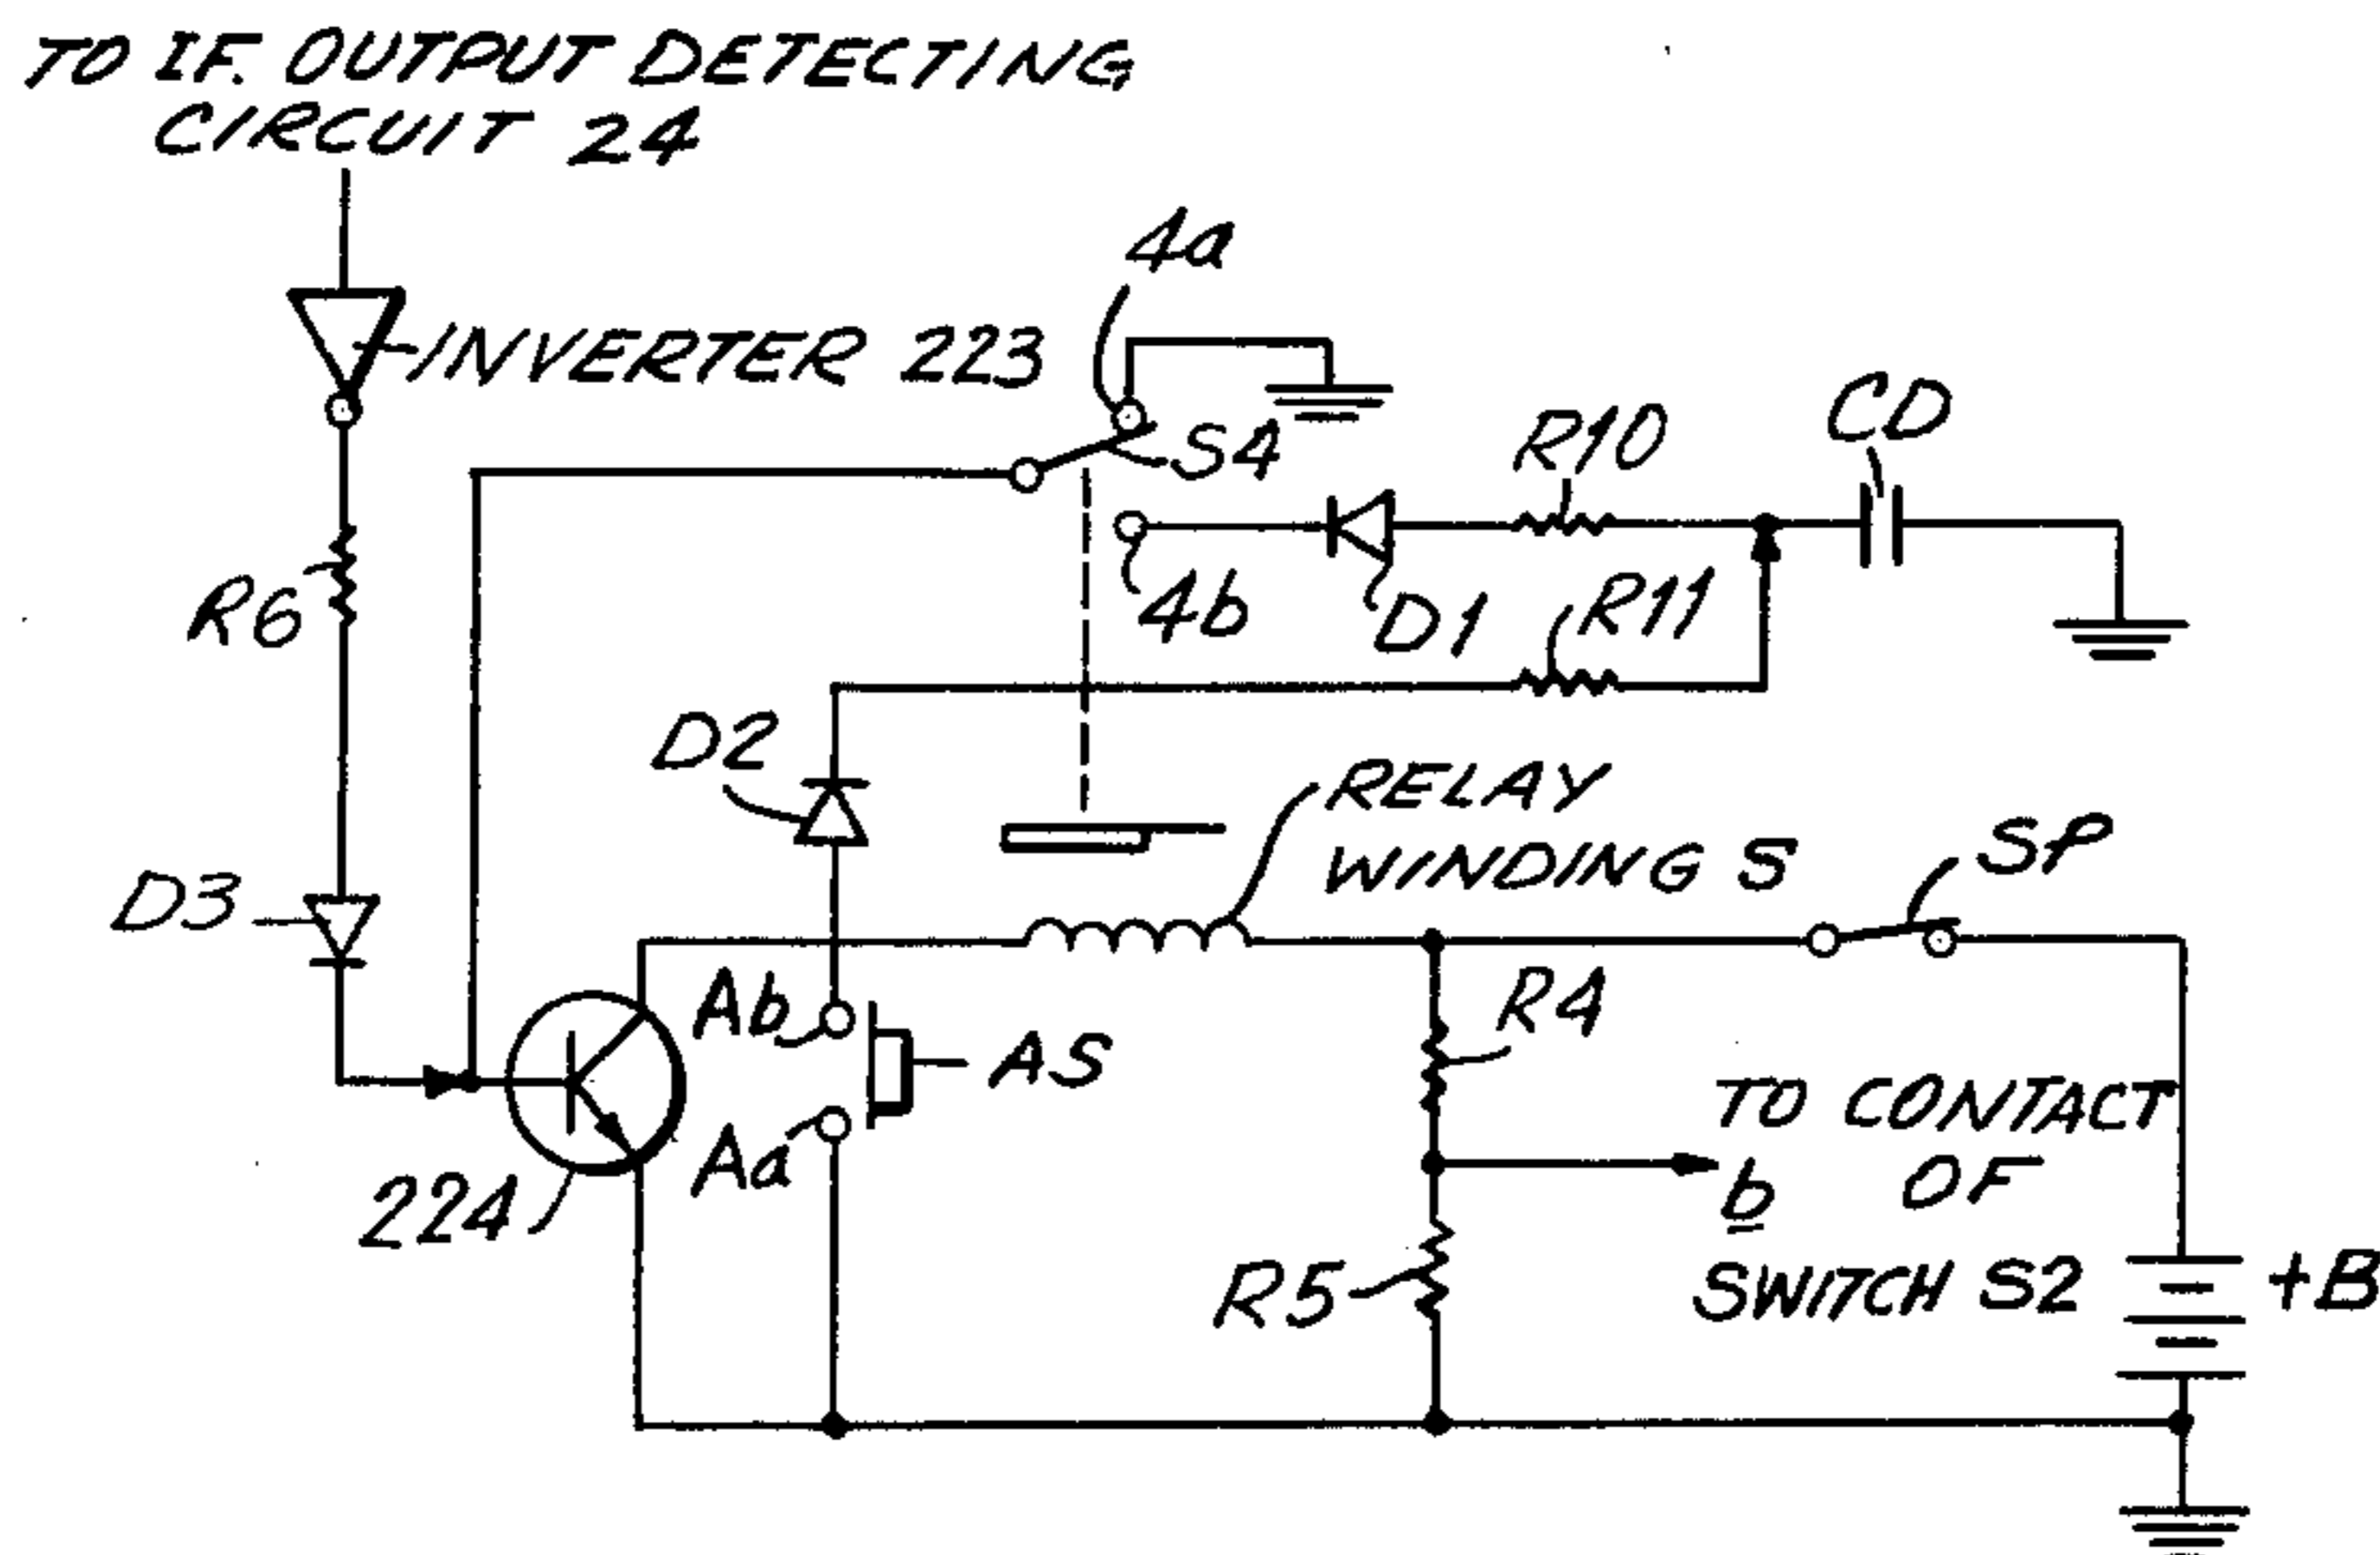 TO IF. OUTPUT DETECTING
CIRCUIT 24
4a
INVERTER 223
S4
R10
CD
R6
4b
D1
R11
D2
RELAY
WINDING S
SP
D3
Ab
AS
R4
Aa
TO CONTACT
b OF
SWITCH S2
224
R5
+B